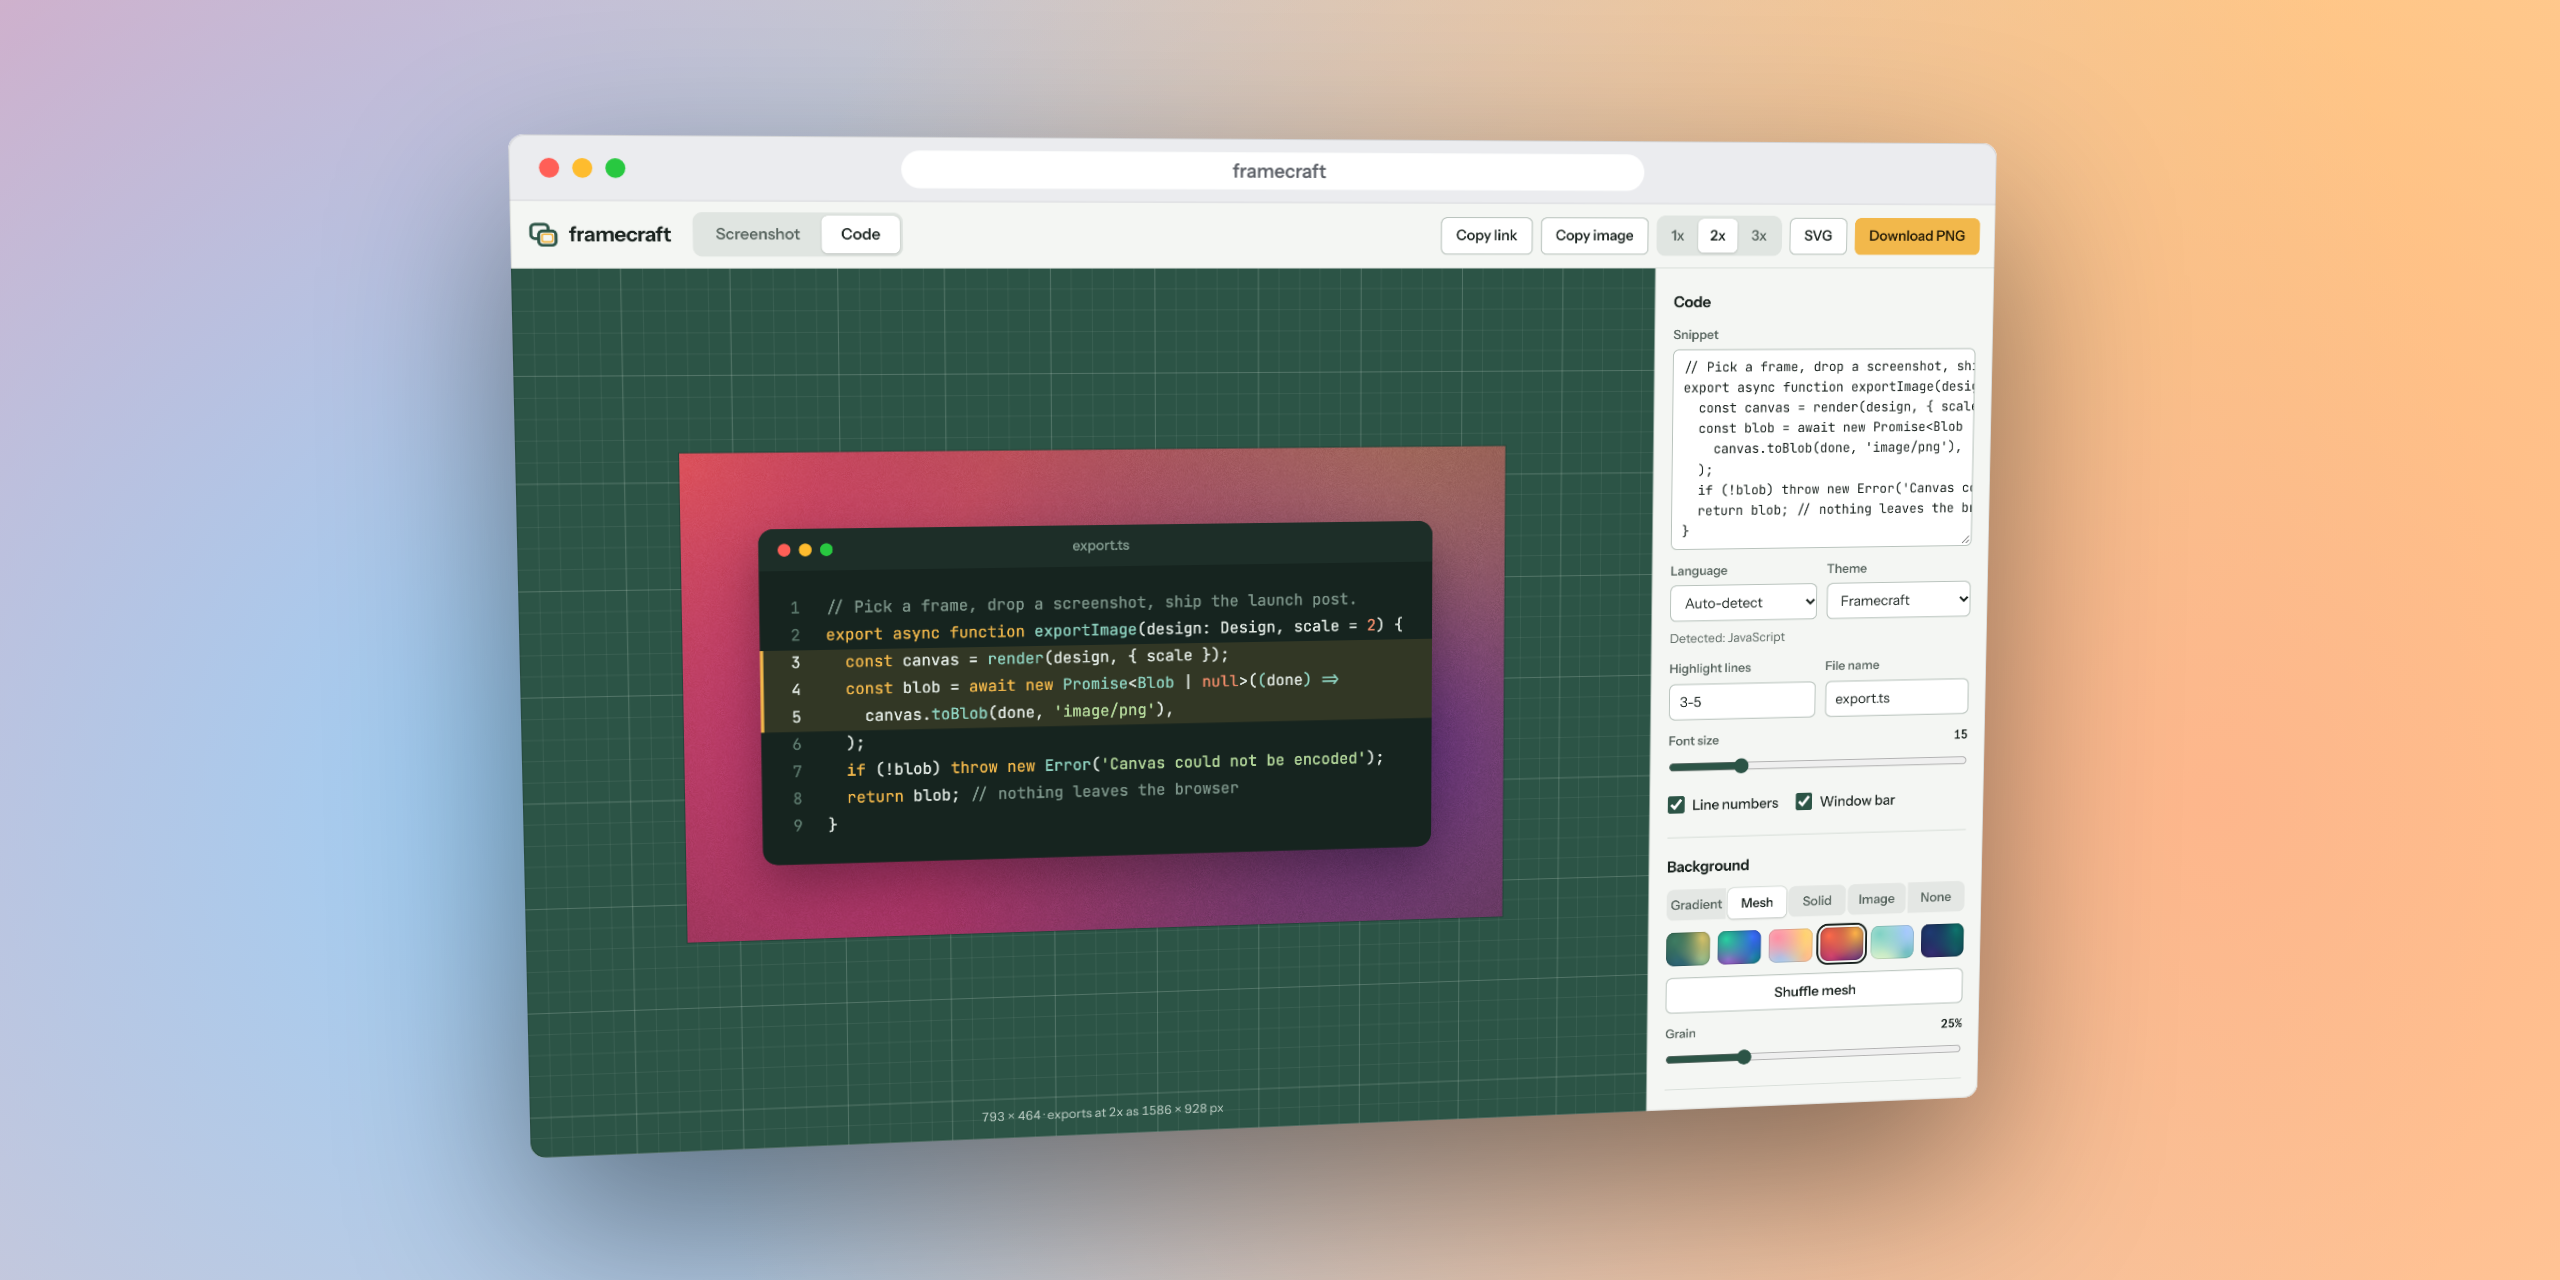 framecraft
framecraft
Screenshot Code
Copy link Copy image 1x 2x 3x SVG Download PNG
export.ts
1 // Pick a frame, drop a screenshot, ship the launch post.
2 export async function exportImage(design: Design, scale = 2) {
3 const canvas = render(design, { scale });
4 const blob = await new Promise<Blob | null>((done) =>
5 canvas.toBlob(done, 'image/png'),
6 );
7 if (!blob) throw new Error('Canvas could not be encoded');
8 return blob; // nothing leaves the browser
9 }
793 × 464 · exports at 2x as 1586 × 928 px
Code
Snippet
// Pick a frame, drop a screenshot, shi
export async function exportImage(desig
const canvas = render(design, { scale
const blob = await new Promise<Blob
canvas.toBlob(done, 'image/png'),
);
if (!blob) throw new Error('Canvas co
return blob; // nothing leaves the br
}
Language Theme
Auto-detect Framecraft
Detected: JavaScript
Highlight lines File name
3-5 export.ts
Font size 15
Line numbers Window bar
Background
Gradient Mesh Solid Image None
Shuffle mesh
Grain 25%